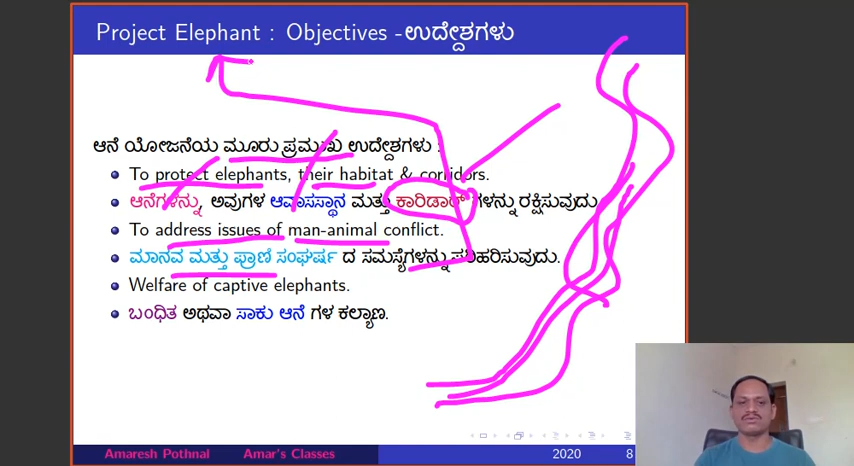 Project Elephant : Objectives -ಉದ್ದೇಶಗಳು
ಆನೆ ಯೋಜನೆಯ ಮೂರು ಪ್ರಮುಖ ಉದ್ದೇಶಗಳು :
To protect elephants, their habitat & corridors.
ಆನೆಗಳನ್ನು, ಅವುಗಳ ಆವಾಸಸ್ಥಾನ ಮತ್ತು ಕಾರಿಡಾರ್ ಗಳನ್ನು ರಕ್ಷಿಸುವುದು.
To address issues of man-animal conflict.
ಮಾನವ ಮತ್ತು ಪ್ರಾಣಿ ಸಂಘರ್ಷ ದ ಸಮಸ್ಯೆಗಳನ್ನು ಪರಿಹರಿಸುವುದು.
Welfare of captive elephants.
ಬಂಧಿತ ಅಥವಾ ಸಾಕು ಆನೆ ಗಳ ಕಲ್ಯಾಣ.
Amaresh Pothnal Amar's Classes 2020 8